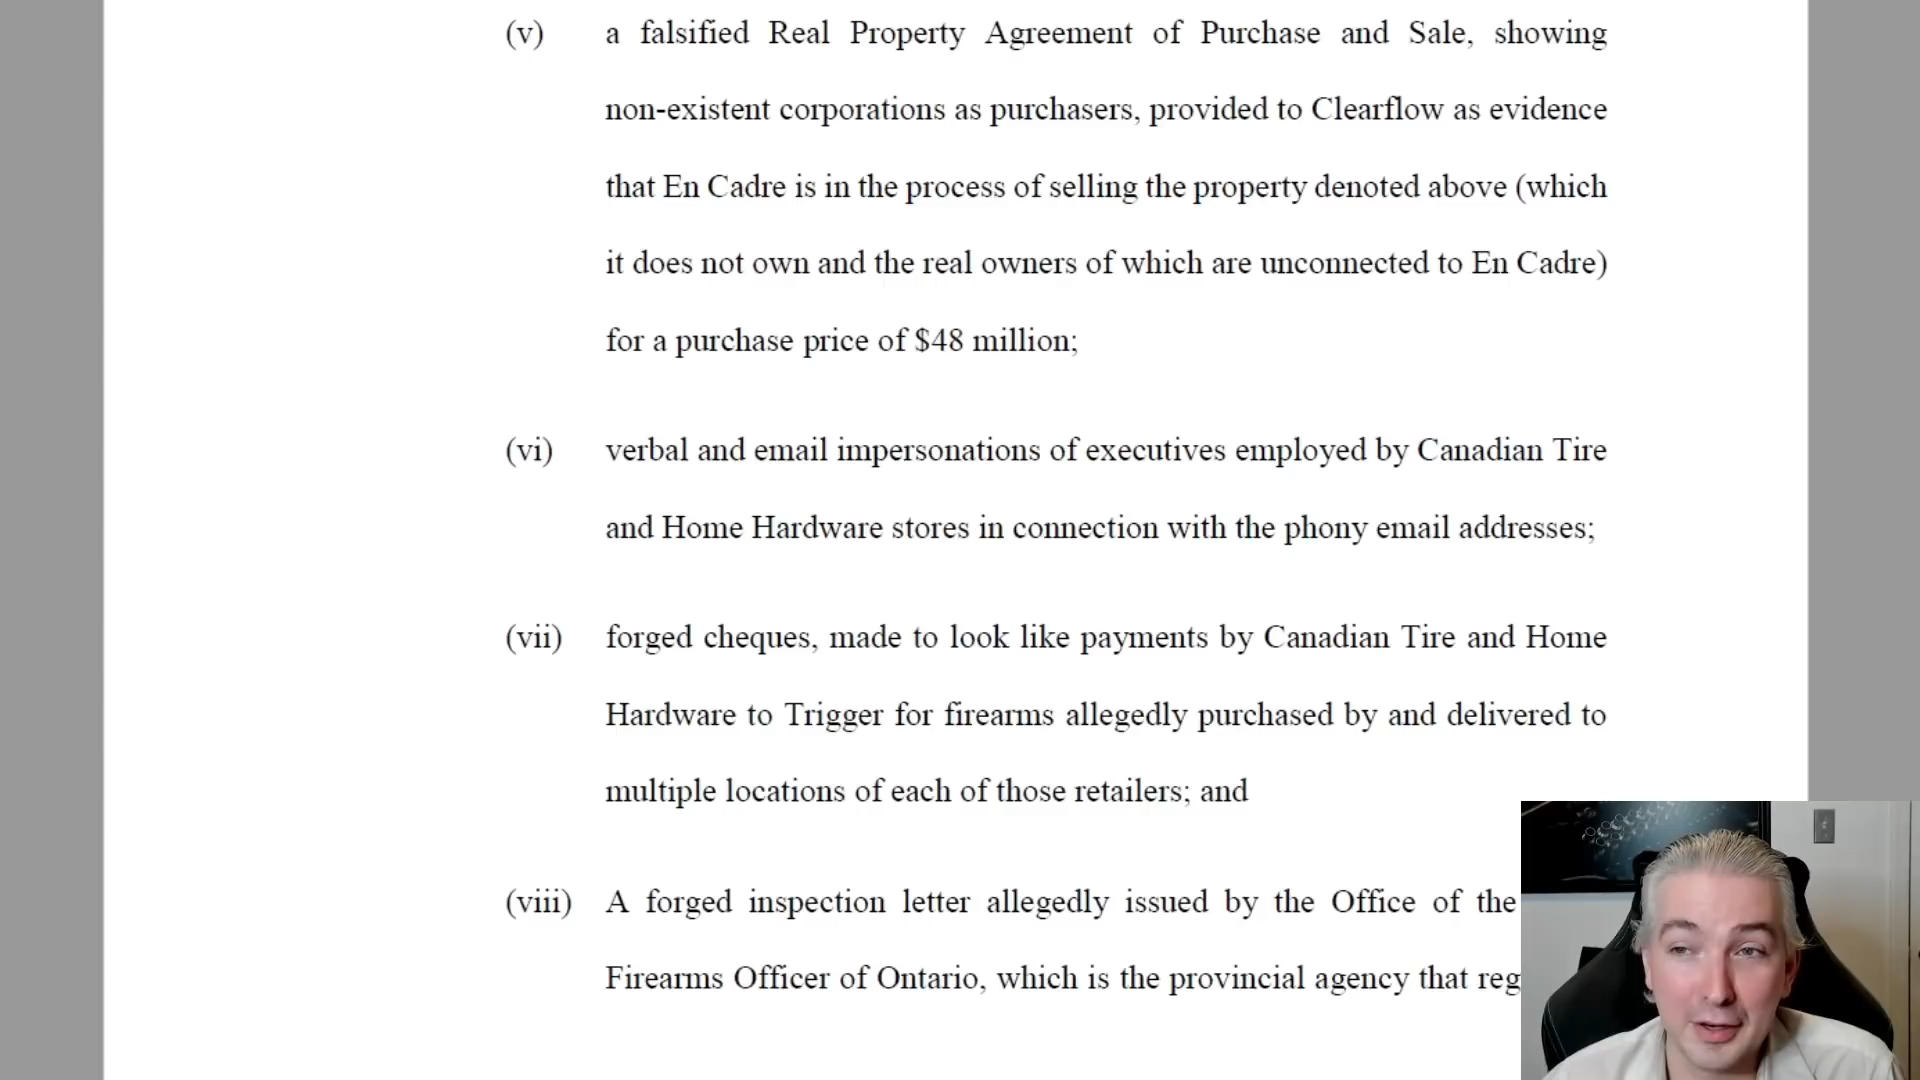 (v) a falsified Real Property Agreement of Purchase and Sale, showing
non-existent corporations as purchasers, provided to Clearflow as evidence
that En Cadre is in the process of selling the property denoted above (which
it does not own and the real owners of which are unconnected to En Cadre)
for a purchase price of $48 million;
(vi) verbal and email impersonations of executives employed by Canadian Tire
and Home Hardware stores in connection with the phony email addresses;
(vii) forged cheques, made to look like payments by Canadian Tire and Home
Hardware to Trigger for firearms allegedly purchased by and delivered to
multiple locations of each of those retailers; and
(viii) A forged inspection letter allegedly issued by the Office of the
Firearms Officer of Ontario, which is the provincial agency that reg